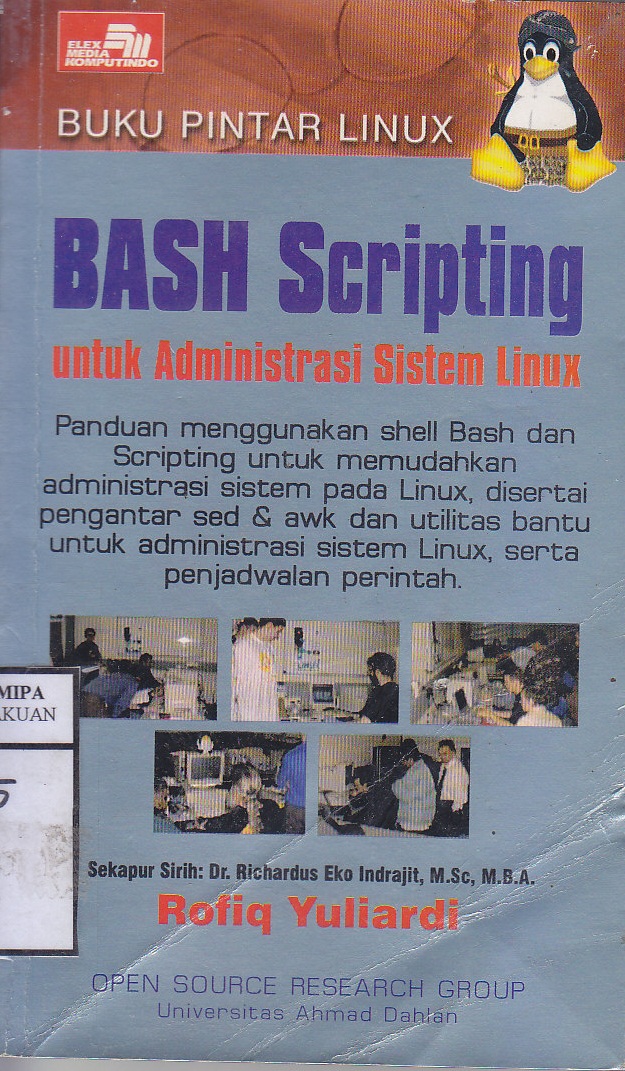 ELEX
MEDIA
KOMPUTINDO
BUKU PINTAR LINUX
BASH Scripting
untuk Administrasi Sistem Linux
Panduan menggunakan shell Bash dan
Scripting untuk memudahkan
administrasi sistem pada Linux, disertai
pengantar sed & awk dan utilitas bantu
untuk administrasi sistem Linux, serta
penjadwalan perintah.
MIPA
AKUAN
5
Sekapur Sirih: Dr. Richardus Eko Indrajit, M.Sc, M.B.A.
Rofiq Yuliardi
OPEN SOURCE RESEARCH GROUP
Universitas Ahmad Dahlan